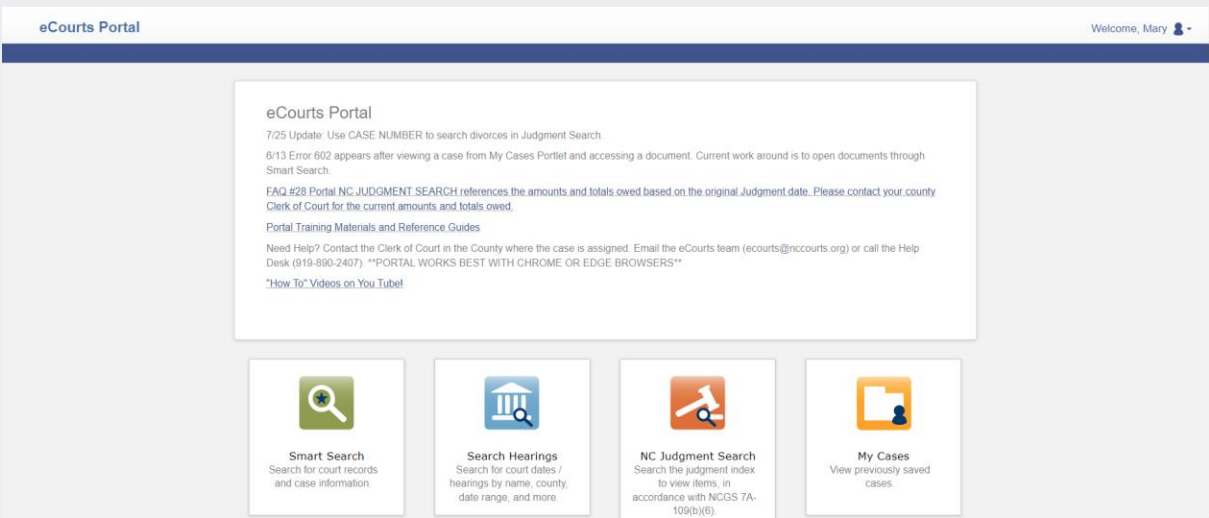 eCourts Portal
Welcome, Mary
eCourts Portal
7/25 Update: Use CASE NUMBER to search divorces in Judgment Search.
6/13 Error 602 appears after viewing a case from My Cases Portlet and accessing a document. Current work around is to open documents through
Smart Search.
FAQ #28 Portal NC JUDGMENT SEARCH references the amounts and totals owed based on the original Judgment date. Please contact your county
Clerk of Court for the current amounts and totals owed.
Portal Training Materials and Reference Guides
Need Help? Contact the Clerk of Court in the County where the case is assigned. Email the eCourts team (ecourts@nccourts.org) or call the Help
Desk (919-890-2407). **PORTAL WORKS BEST WITH CHROME OR EDGE BROWSERS**
"How To" Videos on You Tube!
Smart Search
Search for court records
and case information.
Search Hearings
Search for court dates /
hearings by name, county,
date range, and more.
NC Judgment Search
Search the judgment index
to view items, in
accordance with NCGS 7A-
109(b)(6).
My Cases
View previously saved
cases.